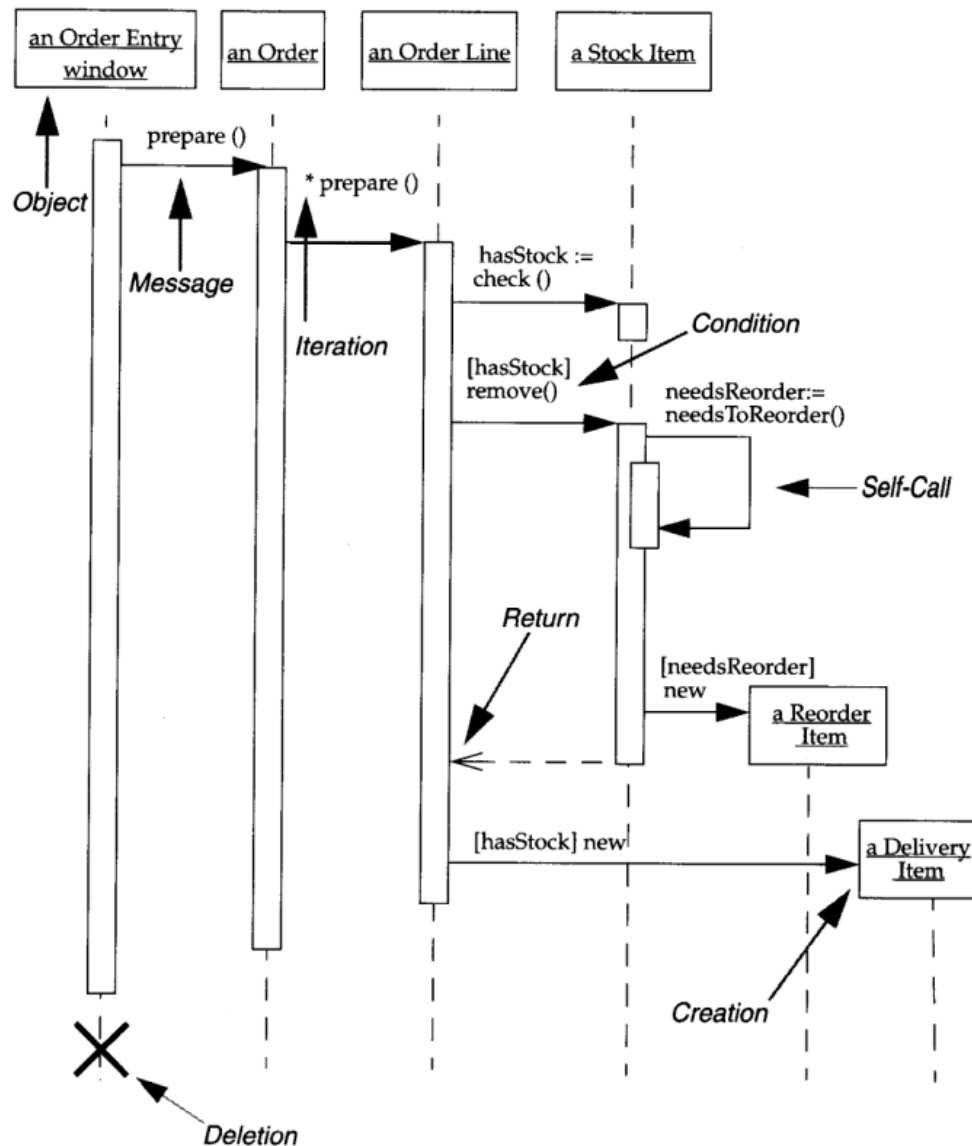 an Order Entry
window
an Order
an Order Line
a Stock Item
prepare ()
Object
Message
* prepare ()
Iteration
hasStock :=
check ()
Condition
[hasStock]
remove()
needsReorder:=
needsToReorder()
Self-Call
Return
[needsReorder]
new
a Reorder
Item
[hasStock] new
a Delivery
Item
Creation
Deletion